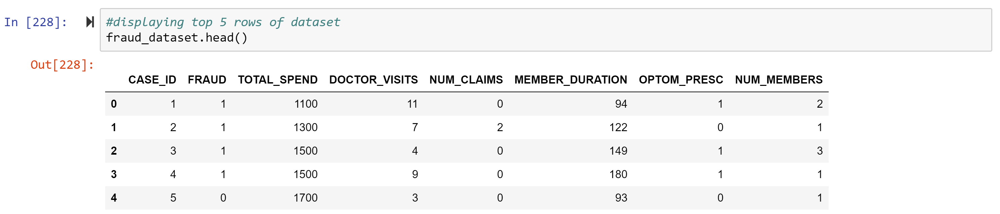 In [228]: #displaying top 5 rows of dataset
fraud_dataset.head()
Out[228]:
CASE_ID FRAUD TOTAL_SPEND DOCTOR_VISITS NUM_CLAIMS MEMBER_DURATION OPTOM_PRESC NUM_MEMBERS
0 1 1 1100 11 0 94 1 2
1 2 1 1300 7 2 122 0 1
2 3 1 1500 4 0 149 1 3
3 4 1 1500 9 0 180 1 1
4 5 0 1700 3 0 93 0 1